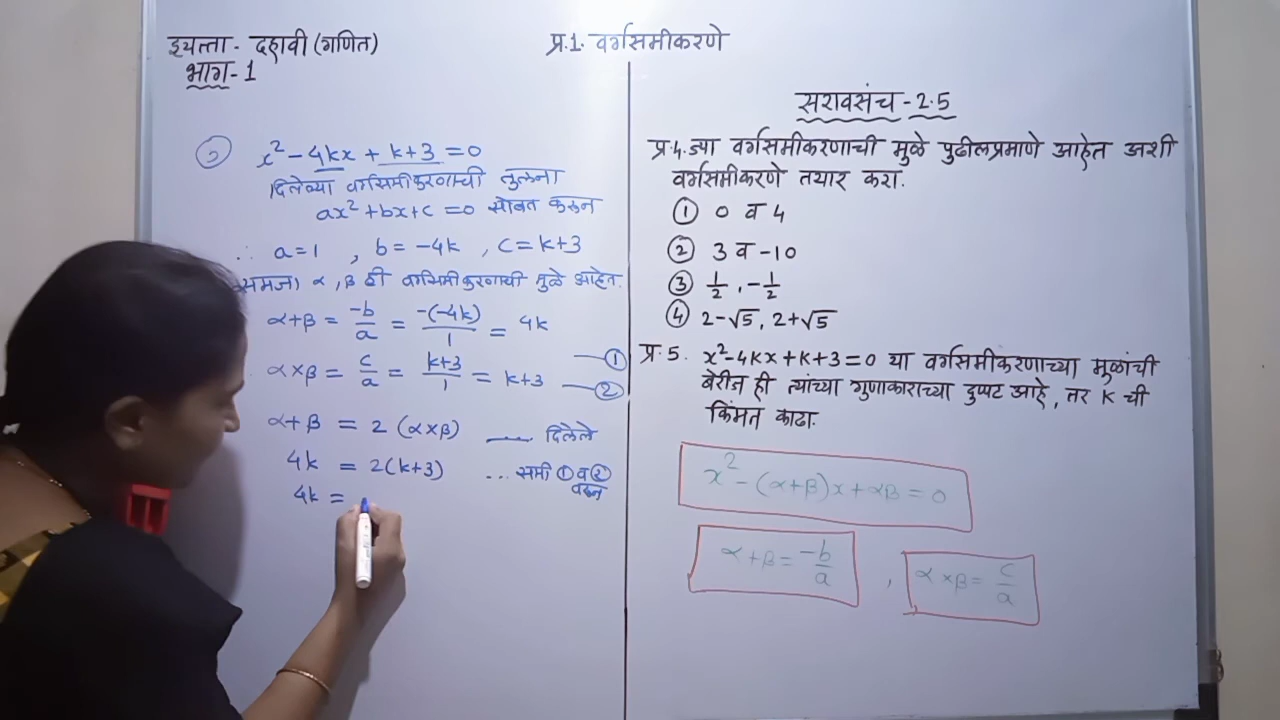 इयत्ता - दहावी (गणित)
भाग - 1
प्र.1. वर्गसमीकरणे
x² - 4kx + k+3 = 0
दिलेल्या वर्गसमीकरणाची तुलना
ax² + bx + c = 0 सोबत करून
∴ a = 1 , b = -4k , c = k+3
समजा α , β ही वर्गसमीकरणाची मुळे आहेत.
α+β = -b/a = -(-4k)/1 = 4k —①
α×β = c/a = k+3/1 = k+3 —②
α+β = 2 (α×β) — दिलेले
4k = 2(k+3) ... समी ① व ② वरून
4k =
सरावसंच - 2.5
प्र.4. ज्या वर्गसमीकरणाची मुळे पुढीलप्रमाणे आहेत अशी
वर्गसमीकरणे तयार करा.
① 0 व 4
② 3 व -10
③ 1/2 , -1/2
④ 2-√5, 2+√5
प्र. 5. x²-4kx+k+3=0 या वर्गसमीकरणाच्या मुळांची
बेरीज ही त्यांच्या गुणाकाराच्या दुप्पट आहे, तर k ची
किंमत काढा.
x² - (α+β)x + αβ = 0
α+β = -b/a , α×β = c/a